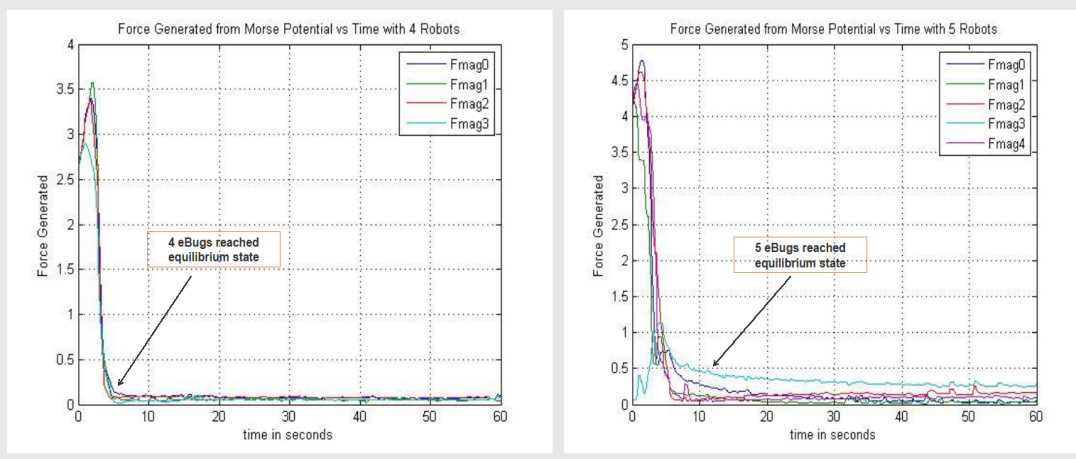 Force Generated from Morse Potential vs Time with 4 Robots
4
3.5
3
2.5
2
1.5
1
0.5
0
Force Generated
Fmag0
Fmag1
Fmag2
Fmag3
4 eBugs reached
equilibrium state
0 10 20 30 40 50 60
time in seconds
Force Generated from Morse Potential vs Time with 5 Robots
5
4.5
4
3.5
3
2.5
2
1.5
1
0.5
0
Force Generated
Fmag0
Fmag1
Fmag2
Fmag3
Fmag4
5 eBugs reached
equilibrium state
0 10 20 30 40 50 60
time in seconds